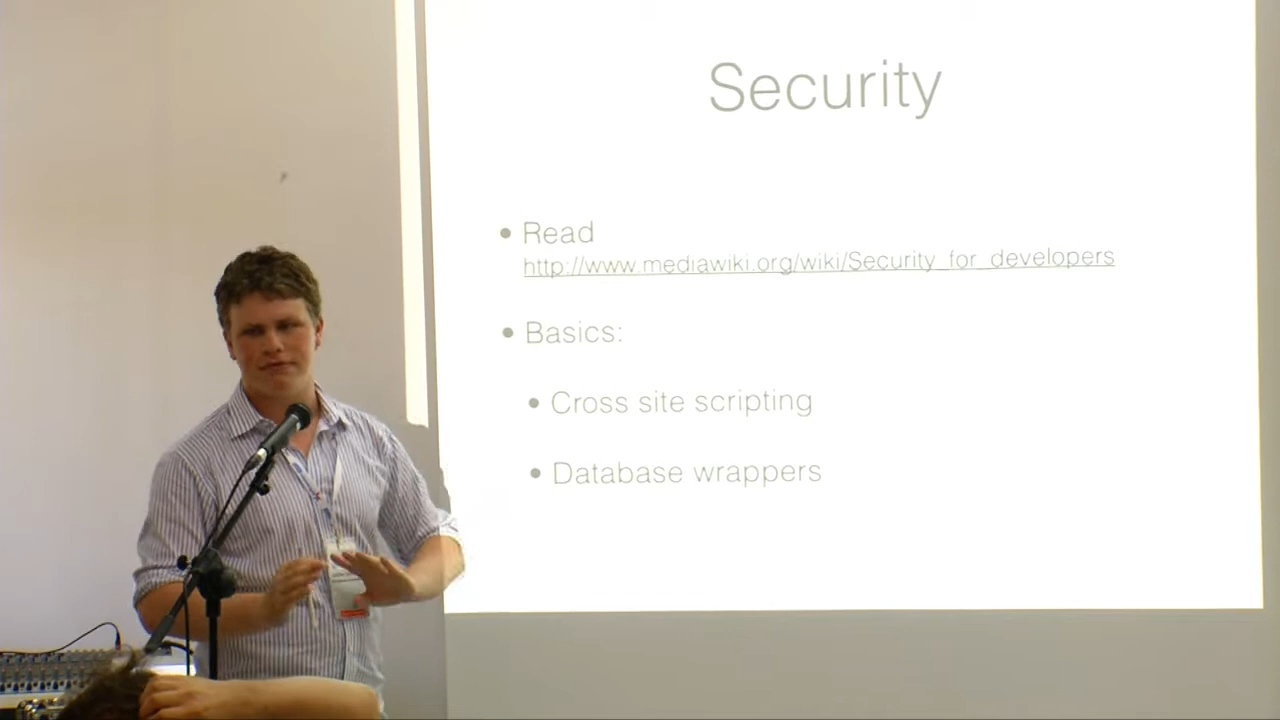 Security
• Read
http://www.mediawiki.org/wiki/Security_for_developers
• Basics:
• Cross site scripting
• Database wrappers